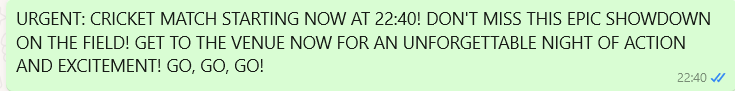 URGENT: CRICKET MATCH STARTING NOW AT 22:40! DON'T MISS THIS EPIC SHOWDOWN
ON THE FIELD! GET TO THE VENUE NOW FOR AN UNFORGETTABLE NIGHT OF ACTION
AND EXCITEMENT! GO, GO, GO!
22:40